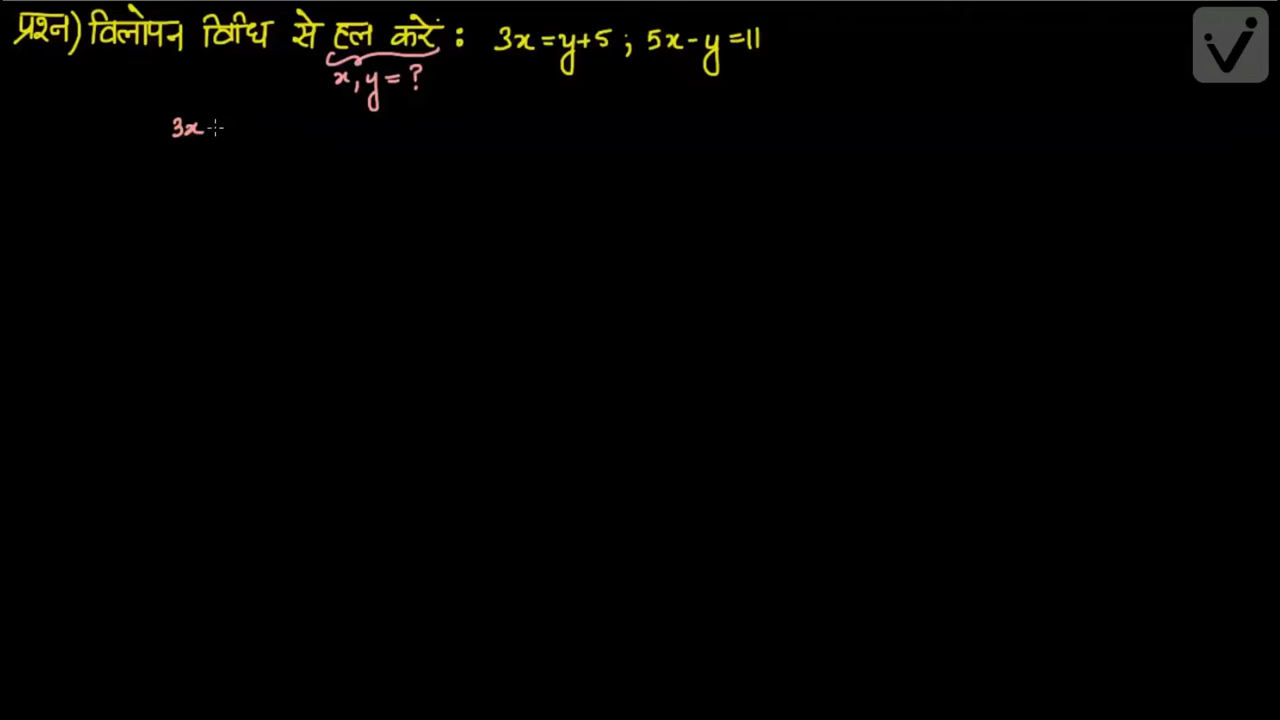 प्रश्न) विलोपन विधि से हल करें : 3x=y+5 ; 5x-y=11
x, y = ?
3x